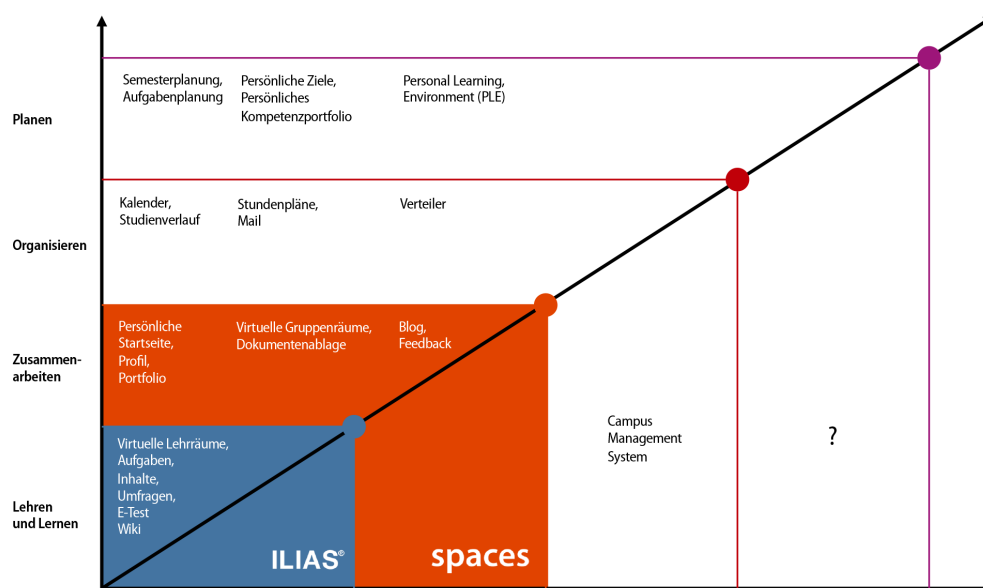 Planen
Semesterplanung,
Aufgabenplanung
Persönliche Ziele,
Persönliches
Kompetenzportfolio
Personal Learning,
Environment (PLE)
Organisieren
Kalender,
Studienverlauf
Stundenpläne,
Mail
Verteiler
Zusammen-
arbeiten
Persönliche
Startseite,
Profil,
Portfolio
Virtuelle Gruppenräume,
Dokumentenablage
Blog,
Feedback
Lehren
und Lernen
Virtuelle Lehrräume,
Aufgaben,
Inhalte,
Umfragen,
E-Test
Wiki
ILIAS®
spaces
Campus
Management
System
?